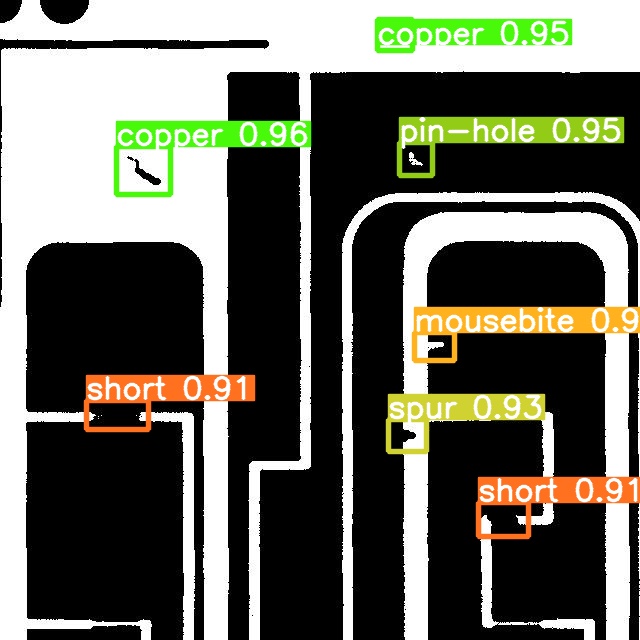 copper 0.95
pin-hole 0.95
copper 0.96
mousebite 0.9
short 0.91
spur 0.93
short 0.91